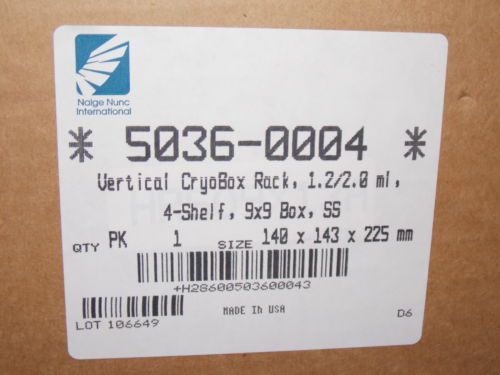 Nalge Nunc
International
* 5036-0004 *
Vertical CryoBox Rack, 1.2/2.0 ml,
4-Shelf, 9x9 Box, SS
QTY PK 1 SIZE 140 x 143 x 225 mm
+H28600503600043
MADE IN USA
LOT 106649
D6